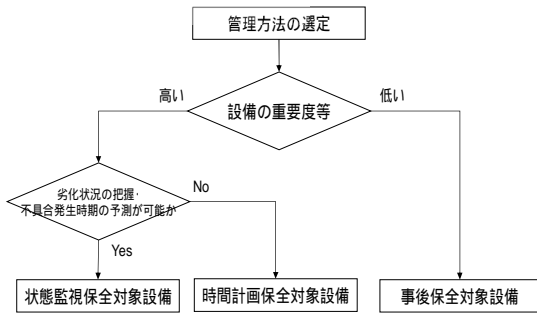 管理方法の選定
高い
設備の重要度等
低い
劣化状況の把握・
不具合発生時期の予測が可能か
No
Yes
状態監視保全対象設備
時間計画保全対象設備
事後保全対象設備